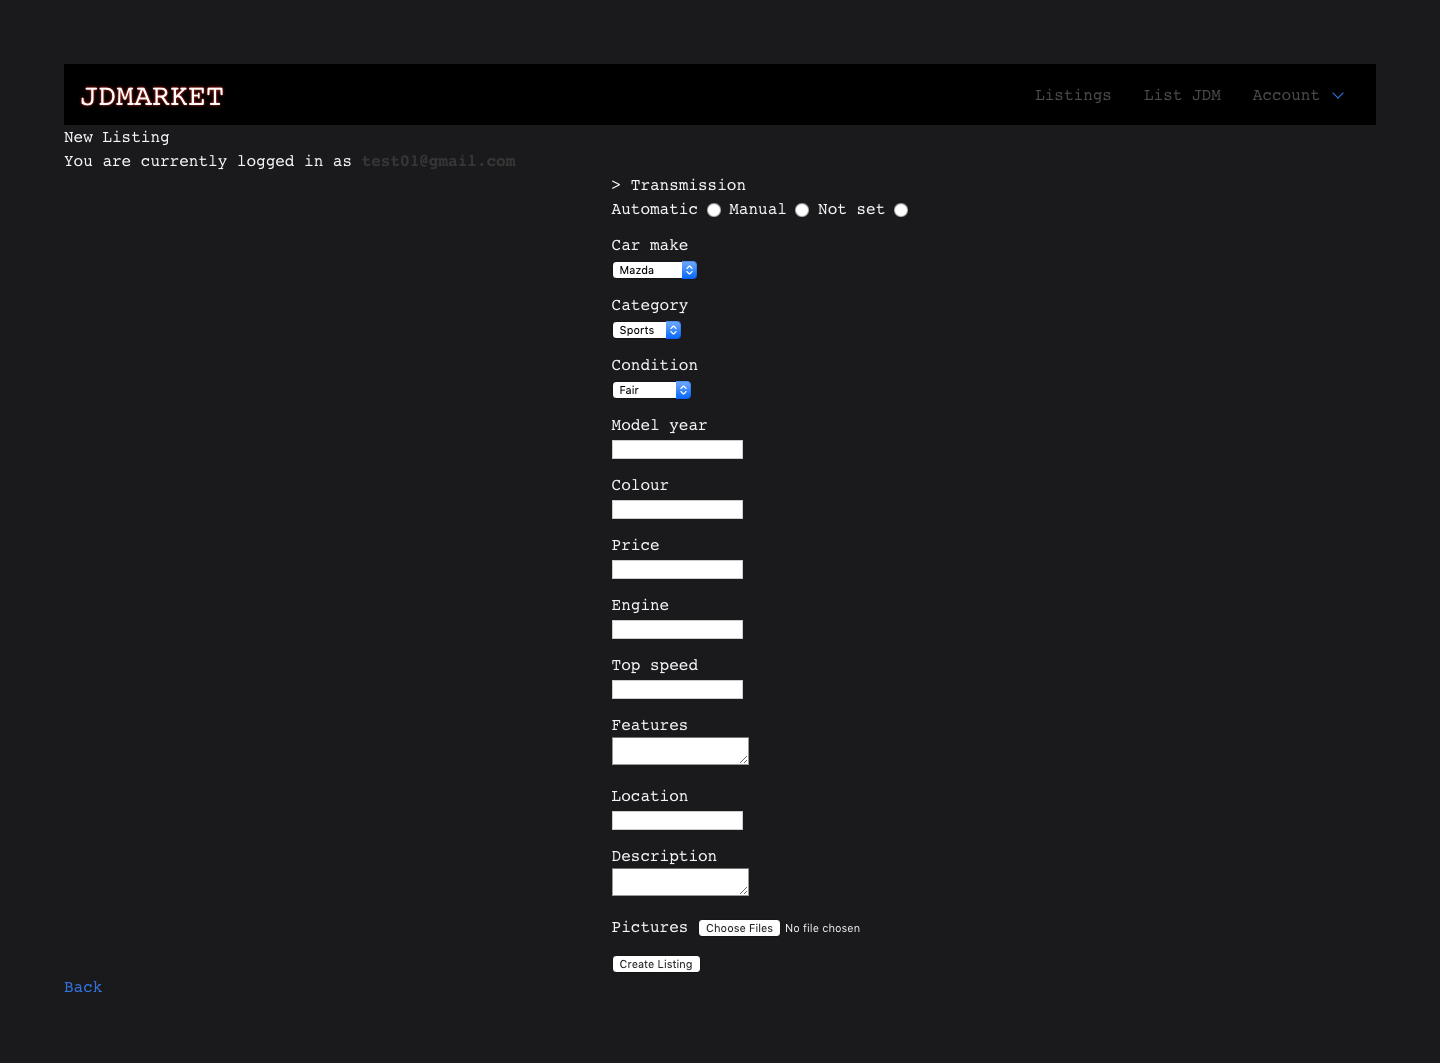 JDMARKET
Listings List JDM Account
New Listing
You are currently logged in as test01@gmail.com
> Transmission
Automatic Manual Not set
Car make
Mazda
Category
Sports
Condition
Fair
Model year
Colour
Price
Engine
Top speed
Features
Location
Description
Pictures Choose Files No file chosen
Create Listing
Back